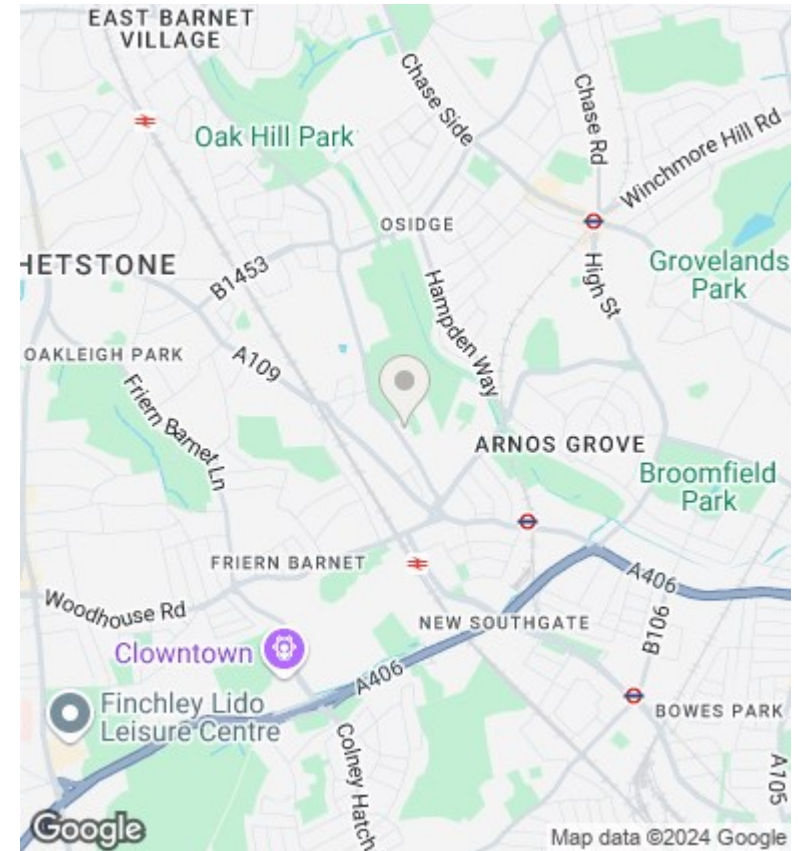 EAST BARNET
VILLAGE
Oak Hill Park
Chase Side
Chase Rd
Winchmore Hill Rd
OSIDGE
HETSTONE
B1453
Hampden Way
High St
Grovelands
Park
OAKLEIGH PARK
A109
Friern Barnet Ln
ARNOS GROVE
Broomfield
Park
FRIERN BARNET
A406
Woodhouse Rd
NEW SOUTHGATE
B106
Clowntown
A406
Finchley Lido
Leisure Centre
BOWES PARK
Colney Hatch
A105
Google
Map data ©2024 Google